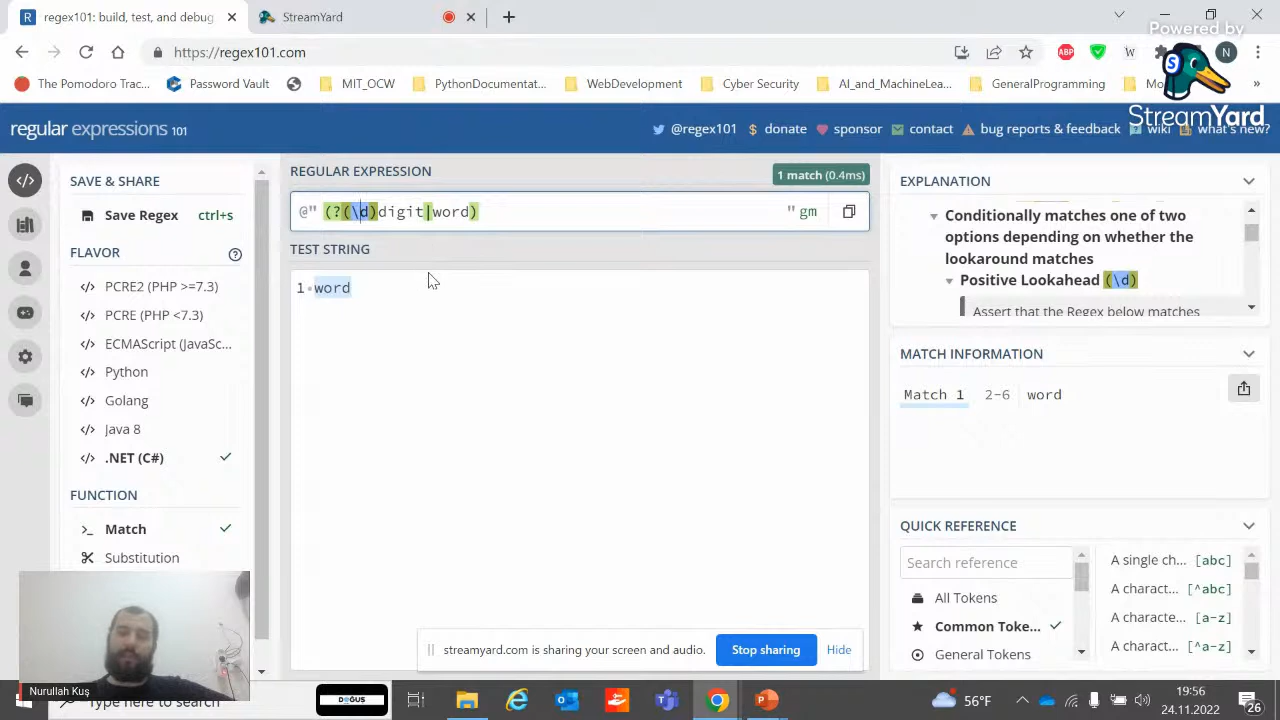 regex101: build, test, and debug
StreamYard
Powered by
https://regex101.com
ABP
W
N
The Pomodoro Trac...
Password Vault
MIT_OCW
Python-Documentat...
WebDevelopment
Cyber Security
AI_and_MachineLea...
GeneralProgramming
StreamYard
regular expressions 101
@regex101
$ donate
sponsor
contact
bug reports & feedback
wiki
what's new?
SAVE & SHARE
Save Regex ctrl+s
FLAVOR
PCRE2 (PHP >=7.3)
PCRE (PHP <7.3)
ECMAScript (JavaSc...
Python
Golang
Java 8
.NET (C#)
FUNCTION
Match
Substitution
REGULAR EXPRESSION
1 match (0.4ms)
@" (?(\d)digit|word) " gm
TEST STRING
1 word
EXPLANATION
Conditionally matches one of two
options depending on whether the
lookaround matches
Positive Lookahead (\d)
Assert that the Regex below matches
MATCH INFORMATION
Match 1 2-6 word
QUICK REFERENCE
Search reference
All Tokens
Common Toke...
General Tokens
A single ch... [abc]
A charact... [^abc]
A characte... [a-z]
A charact... [^a-z]
streamyard.com is sharing your screen and audio.
Stop sharing
Hide
Nurullah Kuş
Type here to search
DOĞUS
56°F
19:56
24.11.2022
26